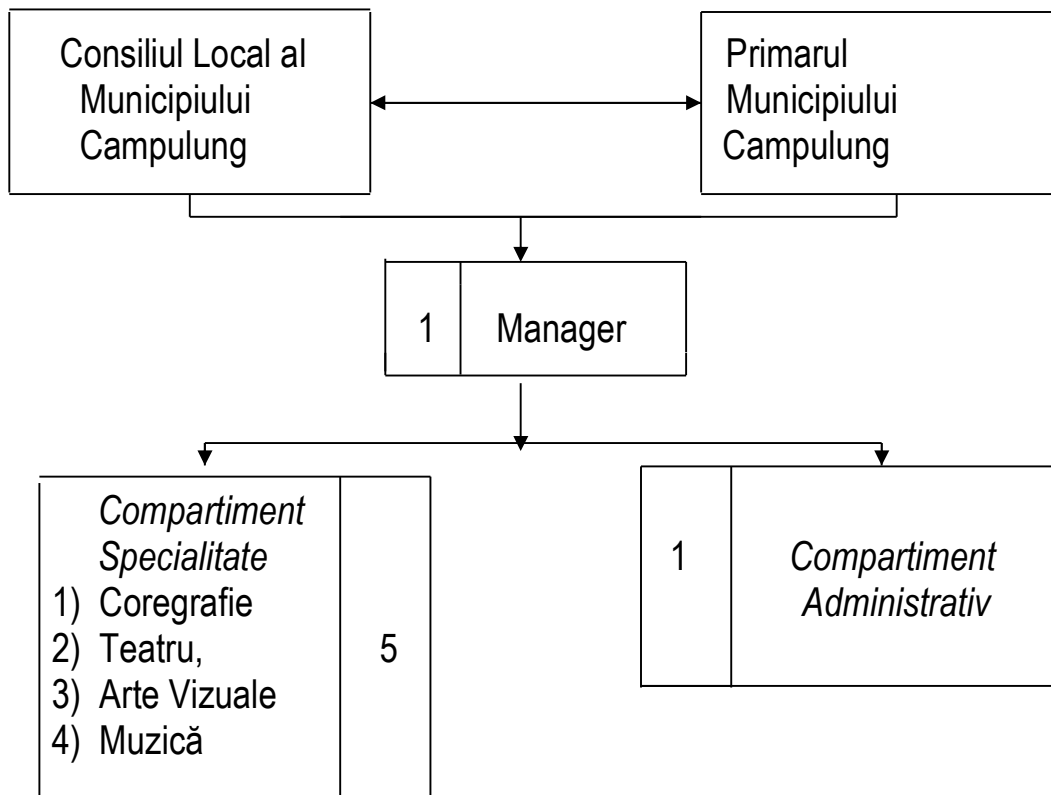 Consiliul Local al
Municipiului
Campulung
Primarul
Municipiului
Campulung
1 Manager
Compartiment
Specialitate
1) Coregrafie
2) Teatru,
3) Arte Vizuale
4) Muzică
5
1
Compartiment
Administrativ